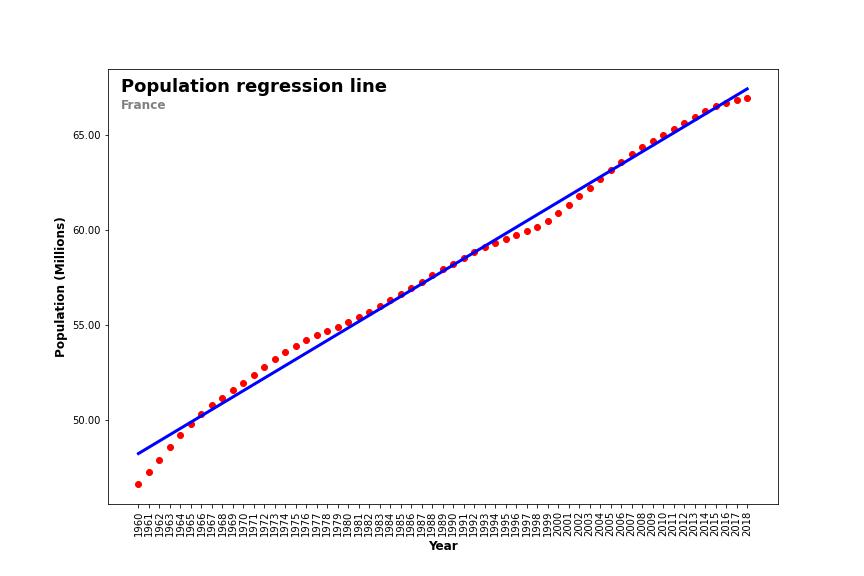 Population regression line
France
65.00
60.00
55.00
50.00
Population (Millions)
1960 1961 1962 1963 1964 1965 1966 1967 1968 1969 1970 1971 1972 1973 1974 1975 1976 1977 1978 1979 1980 1981 1982 1983 1984 1985 1986 1987 1988 1989 1990 1991 1992 1993 1994 1995 1996 1997 1998 1999 2000 2001 2002 2003 2004 2005 2006 2007 2008 2009 2010 2011 2012 2013 2014 2015 2016 2017 2018
Year